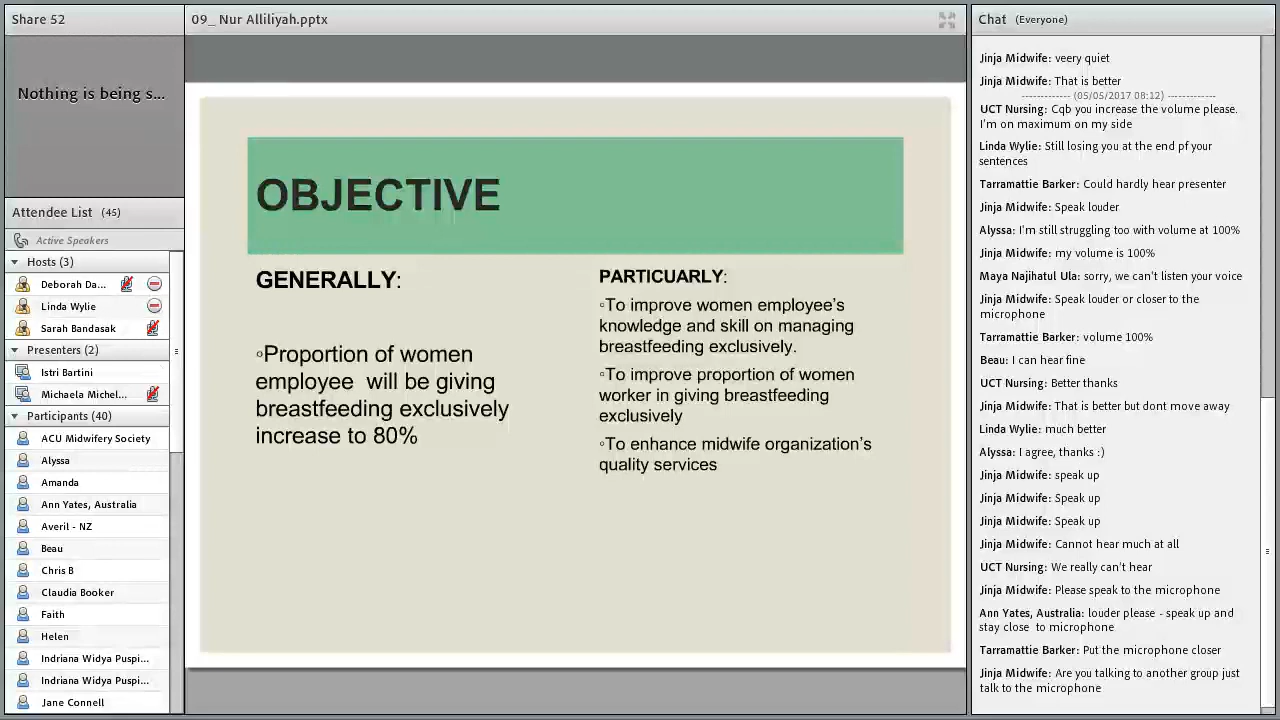 Share 52
Nothing is being s...
Attendee List (45)
Active Speakers
Hosts (3)
Deborah Da...
Linda Wylie
Sarah Bandasak
Presenters (2)
Istri Bartini
Michaela Michel...
Participants (40)
ACU Midwifery Society
Alyssa
Amanda
Ann Yates, Australia
Averil - NZ
Beau
Chris B
Claudia Booker
Faith
Helen
Indriana Widya Puspi...
Indriana Widya Puspi...
Jane Connell
09_ Nur Alliliyah.pptx
OBJECTIVE
GENERALLY:
◦Proportion of women
employee will be giving
breastfeeding exclusively
increase to 80%
PARTICUARLY:
◦To improve women employee's
knowledge and skill on managing
breastfeeding exclusively.
◦To improve proportion of women
worker in giving breastfeeding
exclusively
◦To enhance midwife organization's
quality services
Chat (Everyone)
Jinja Midwife: veery quiet
Jinja Midwife: That is better
------------- (05/05/2017 08:12) -------------
UCT Nursing: Cqb you increase the volume please.
I'm on maximum on my side
Linda Wylie: Still losing you at the end pf your
sentences
Tarramattie Barker: Could hardly hear presenter
Jinja Midwife: Speak louder
Alyssa: I'm still struggling too with volume at 100%
Jinja Midwife: my volume is 100%
Maya Najihatul Ula: sorry, we can't listen your voice
Jinja Midwife: Speak louder or closer to the
microphone
Tarramattie Barker: volume 100%
Beau: I can hear fine
UCT Nursing: Better thanks
Jinja Midwife: That is better but dont move away
Linda Wylie: much better
Alyssa: I agree, thanks :)
Jinja Midwife: speak up
Jinja Midwife: Speak up
Jinja Midwife: Speak up
Jinja Midwife: Cannot hear much at all
UCT Nursing: We really can't hear
Jinja Midwife: Please speak to the microphone
Ann Yates, Australia: louder please - speak up and
stay close to microphone
Tarramattie Barker: Put the microphone closer
Jinja Midwife: Are you talking to another group just
talk to the microphone